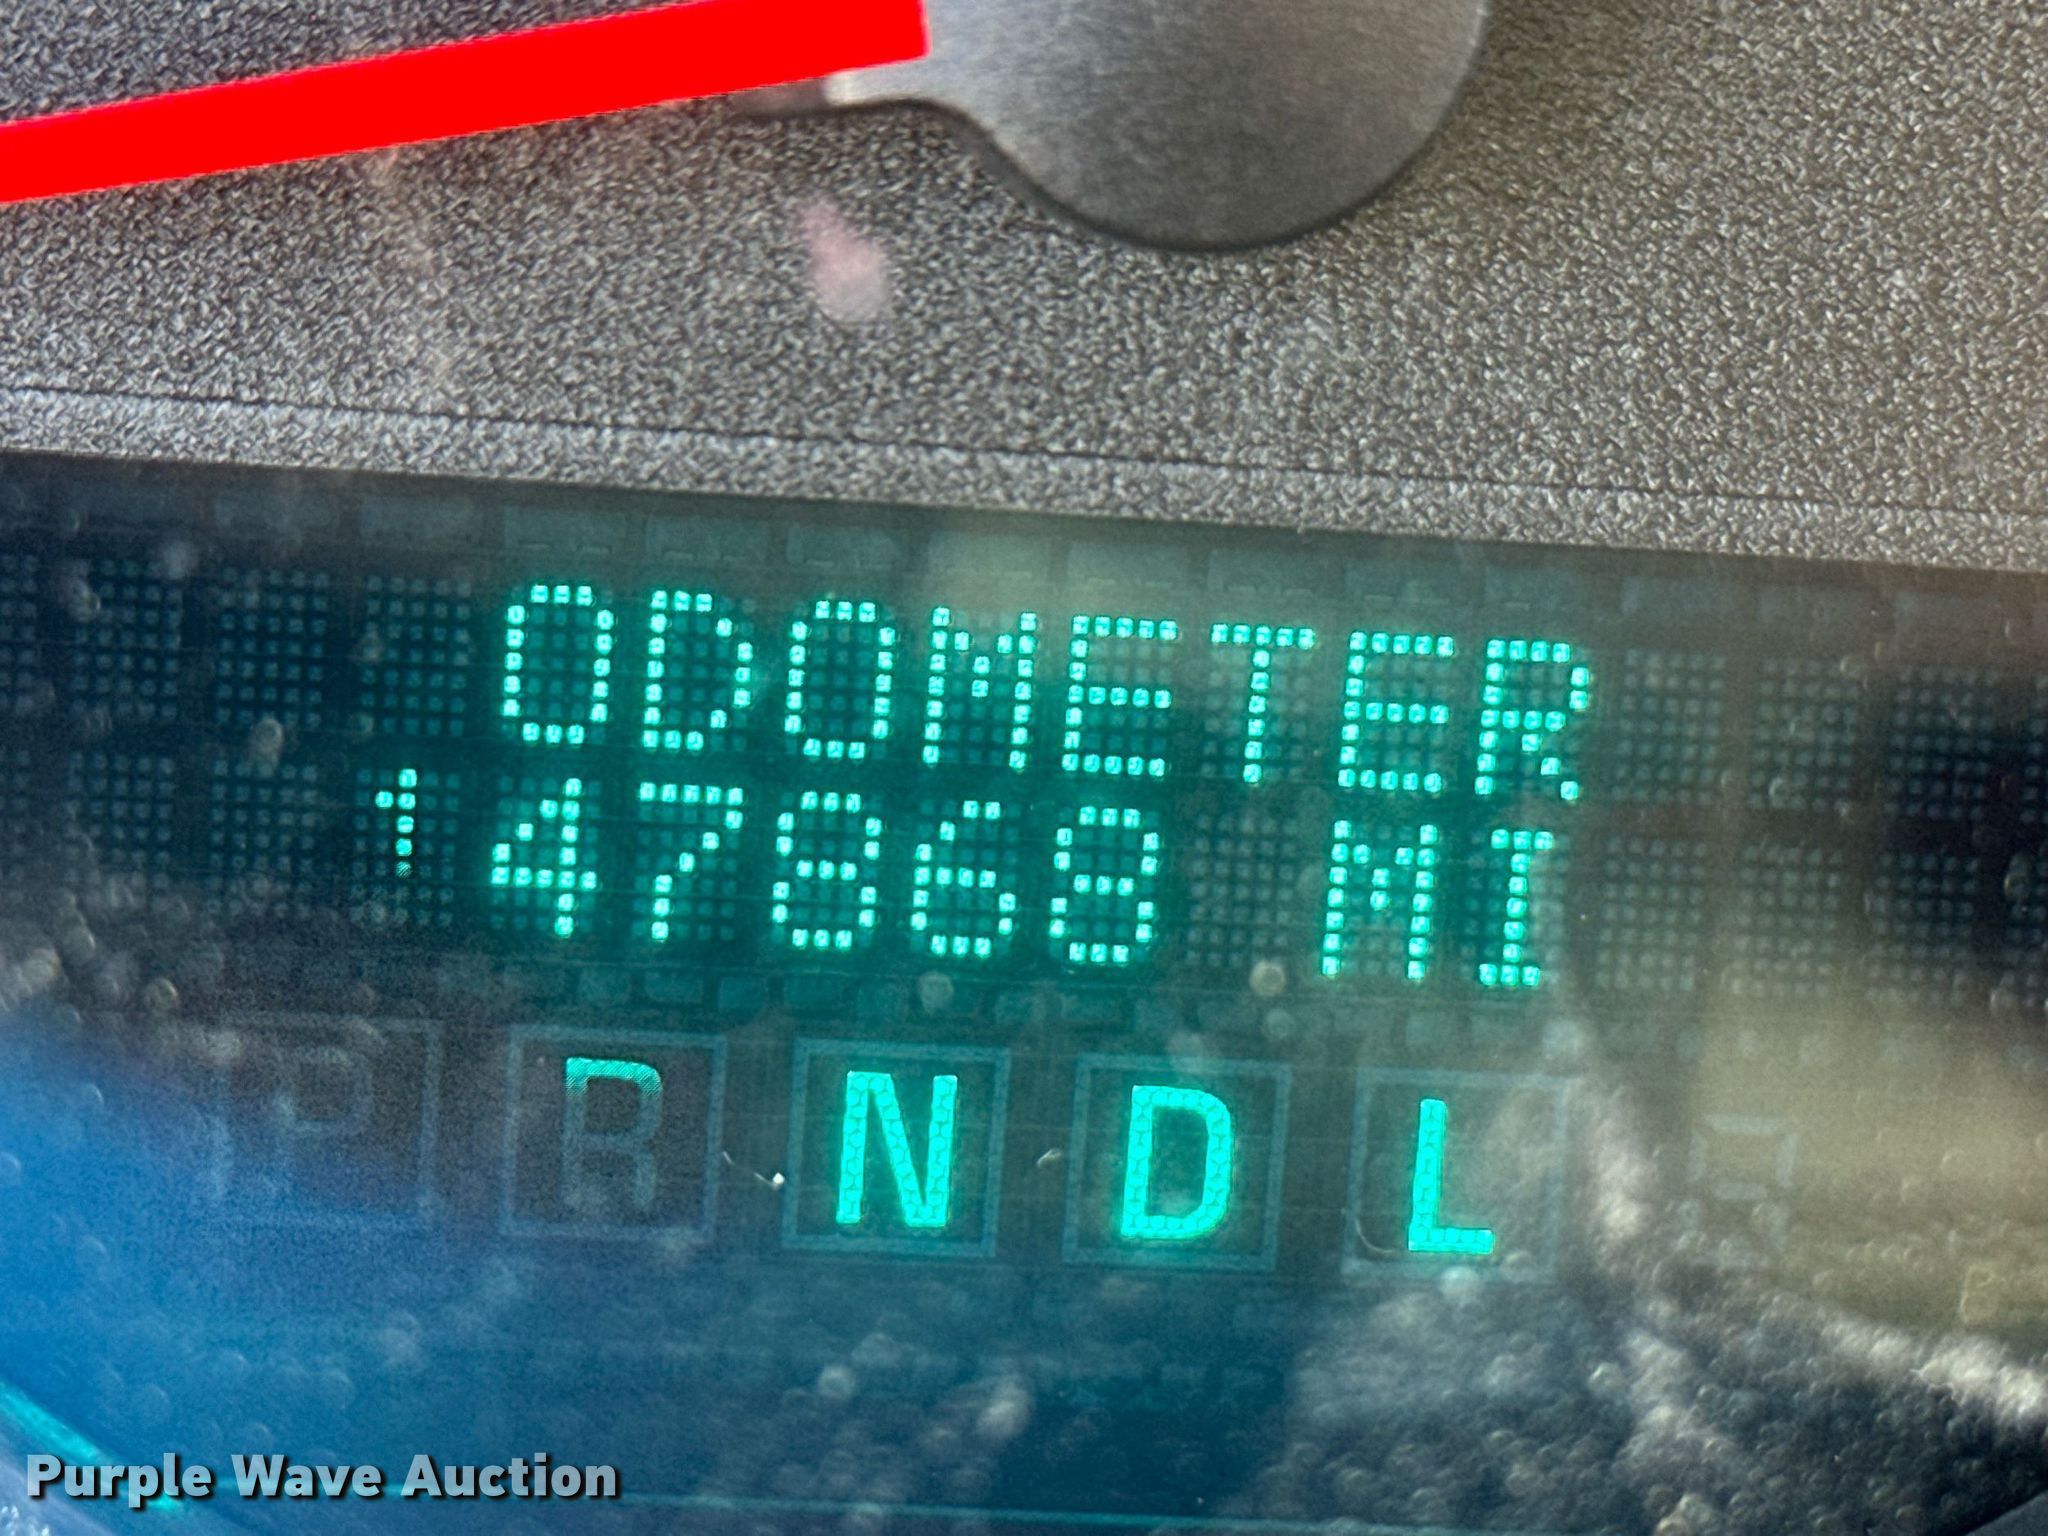 ODOMETER
147868 MI
P R N D L
Purple Wave Auction